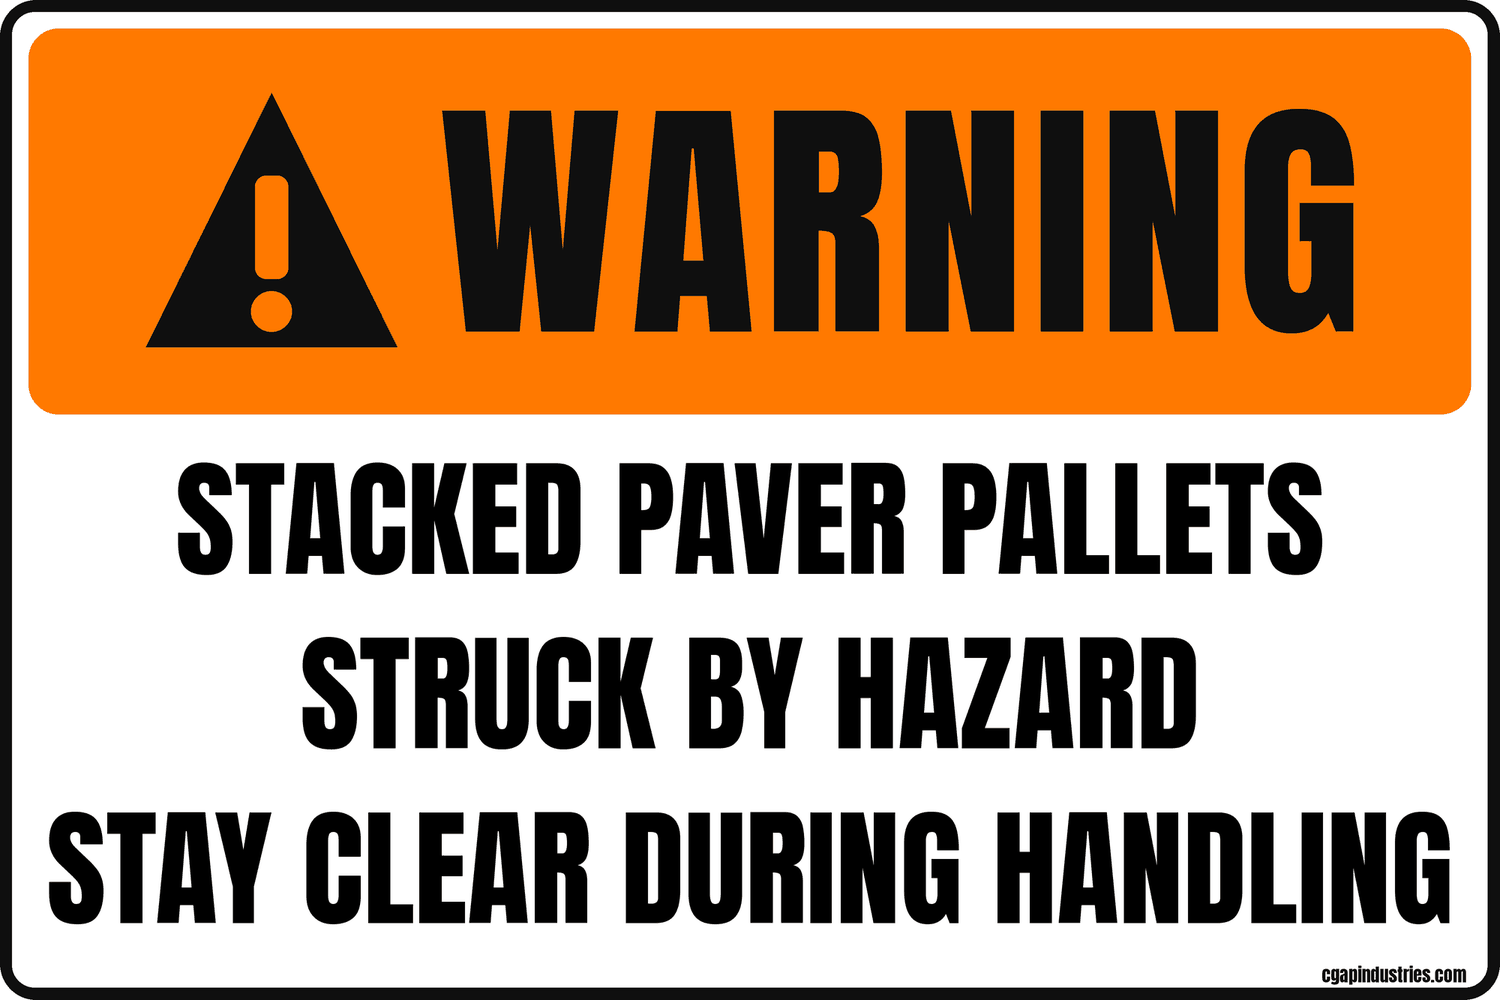 WARNING
STACKED PAVER PALLETS
STRUCK BY HAZARD
STAY CLEAR DURING HANDLING
cgapindustries.com